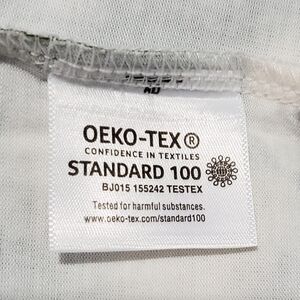 OEKO-TEX®
CONFIDENCE IN TEXTILES
STANDARD 100
BJ015 155242 TESTEX
Tested for harmful substances.
www.oeko-tex.com/standard100